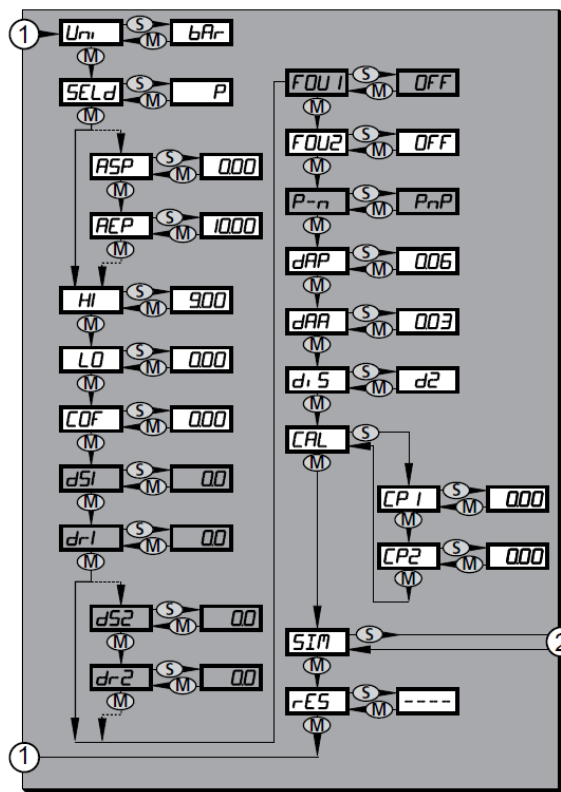 1 Uni S M bAr
M
SELd S M P
M
ASP S M 0.00
M
AEP S M 10.00
M
HI S M 9.00
M
LO S M 0.00
M
COF S M 0.00
M
dS1 S M 0.0
M
dr1 S M 0.0
M
dS2 S M 0.0
M
dr2 S M 0.0
M
1
FOU1 S M OFF
M
FOU2 S M OFF
M
P-n S M PnP
M
dAP S M 0.06
M
dAA S M 0.03
M
diS S M d2
M
CAL S
M
CP1 S M 0.00
M
CP2 S M 0.00
M
SIM S 2
M
rES S M ----
M